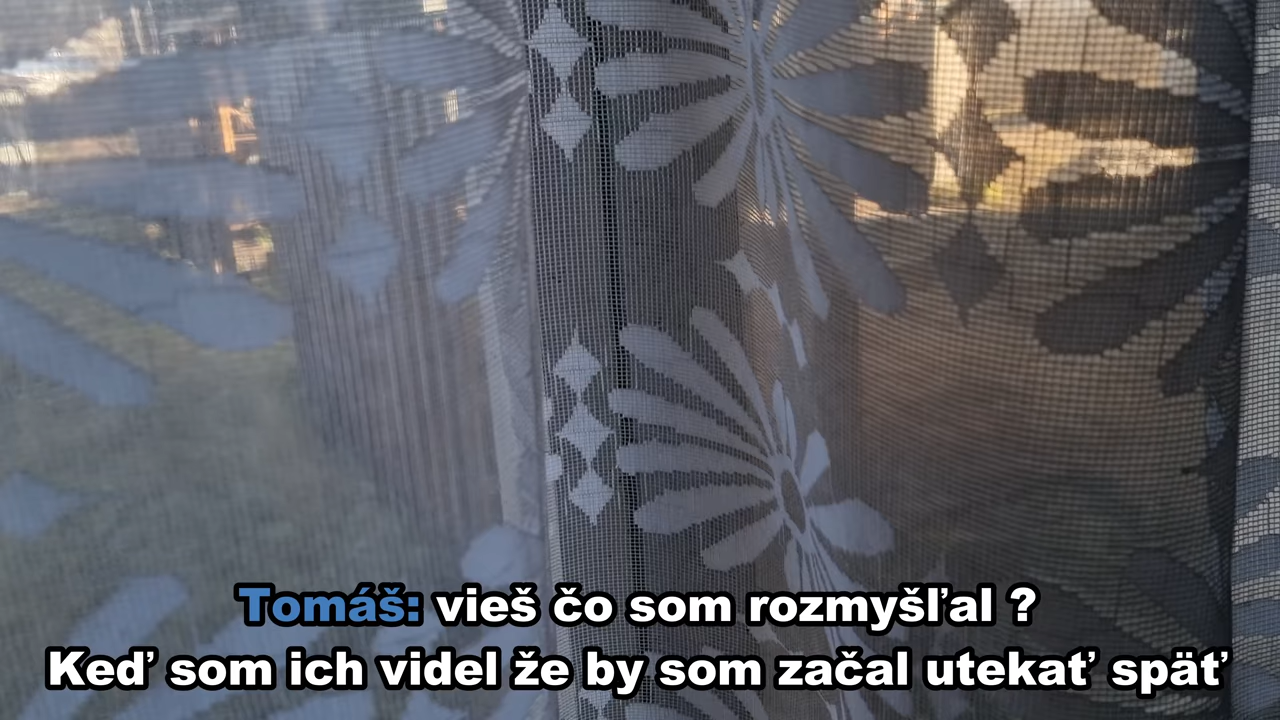 Tomáš: vieš čo som rozmyšľal ?
Keď som ich videl že by som začal utekať späť